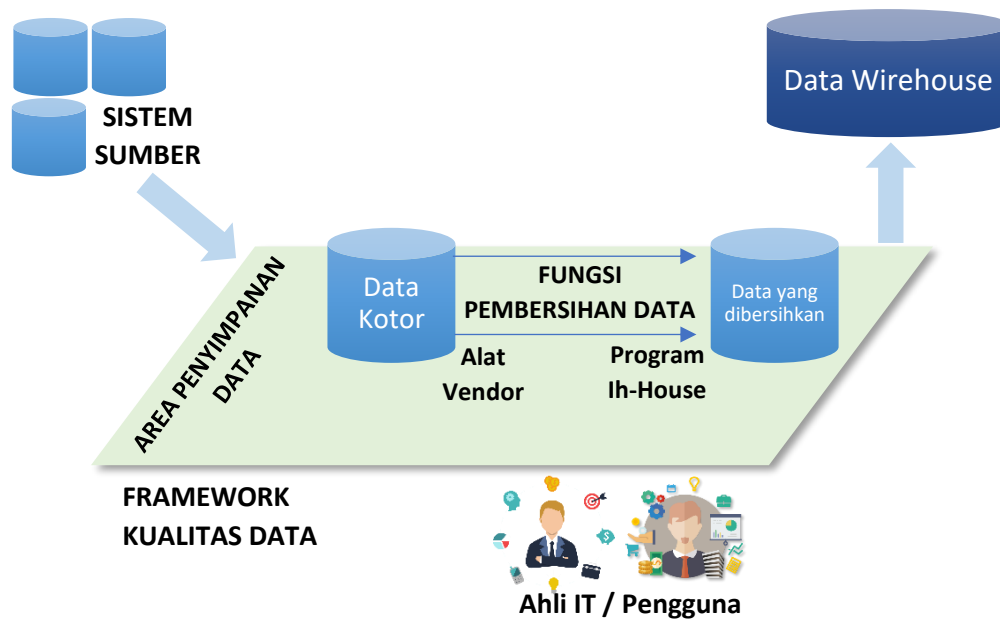 SISTEM
SUMBER
Data Wirehouse
AREA PENYIMPANAN
DATA
Data
Kotor
FUNGSI
PEMBERSIHAN DATA
Alat
Vendor
Program
Ih-House
Data yang
dibersihkan
FRAMEWORK
KUALITAS DATA
Ahli IT / Pengguna